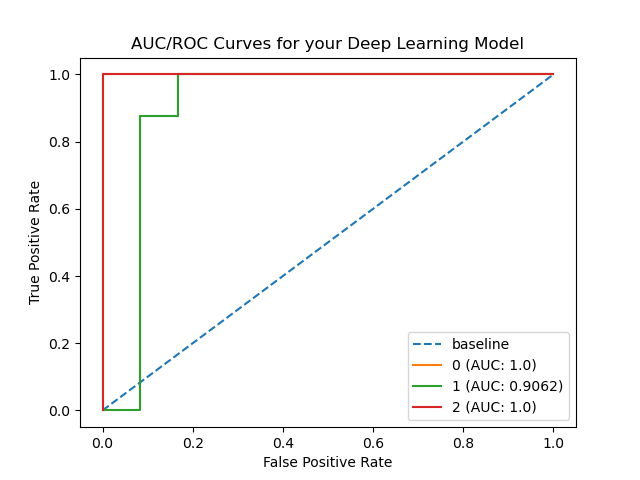 AUC/ROC Curves for your Deep Learning Model
1.0
0.8
0.6
0.4
0.2
0.0
True Positive Rate
baseline
0 (AUC: 1.0)
1 (AUC: 0.9062)
2 (AUC: 1.0)
0.0 0.2 0.4 0.6 0.8 1.0
False Positive Rate